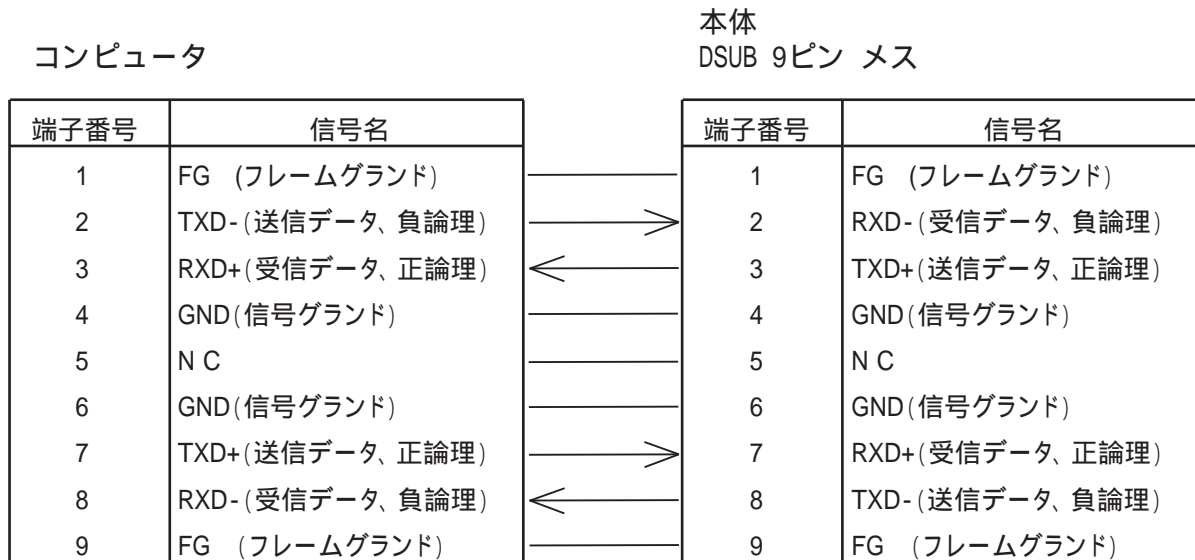 コンピュータ
本体
DSUB 9ピン メス
端子番号 信号名 端子番号 信号名
1 FG (フレームグランド) 1 FG (フレームグランド)
2 TXD-(送信データ、負論理) 2 RXD-(受信データ、負論理)
3 RXD+(受信データ、正論理) 3 TXD+(送信データ、正論理)
4 GND(信号グランド) 4 GND(信号グランド)
5 N C 5 N C
6 GND(信号グランド) 6 GND(信号グランド)
7 TXD+(送信データ、正論理) 7 RXD+(受信データ、正論理)
8 RXD-(受信データ、負論理) 8 TXD-(送信データ、負論理)
9 FG (フレームグランド) 9 FG (フレームグランド)